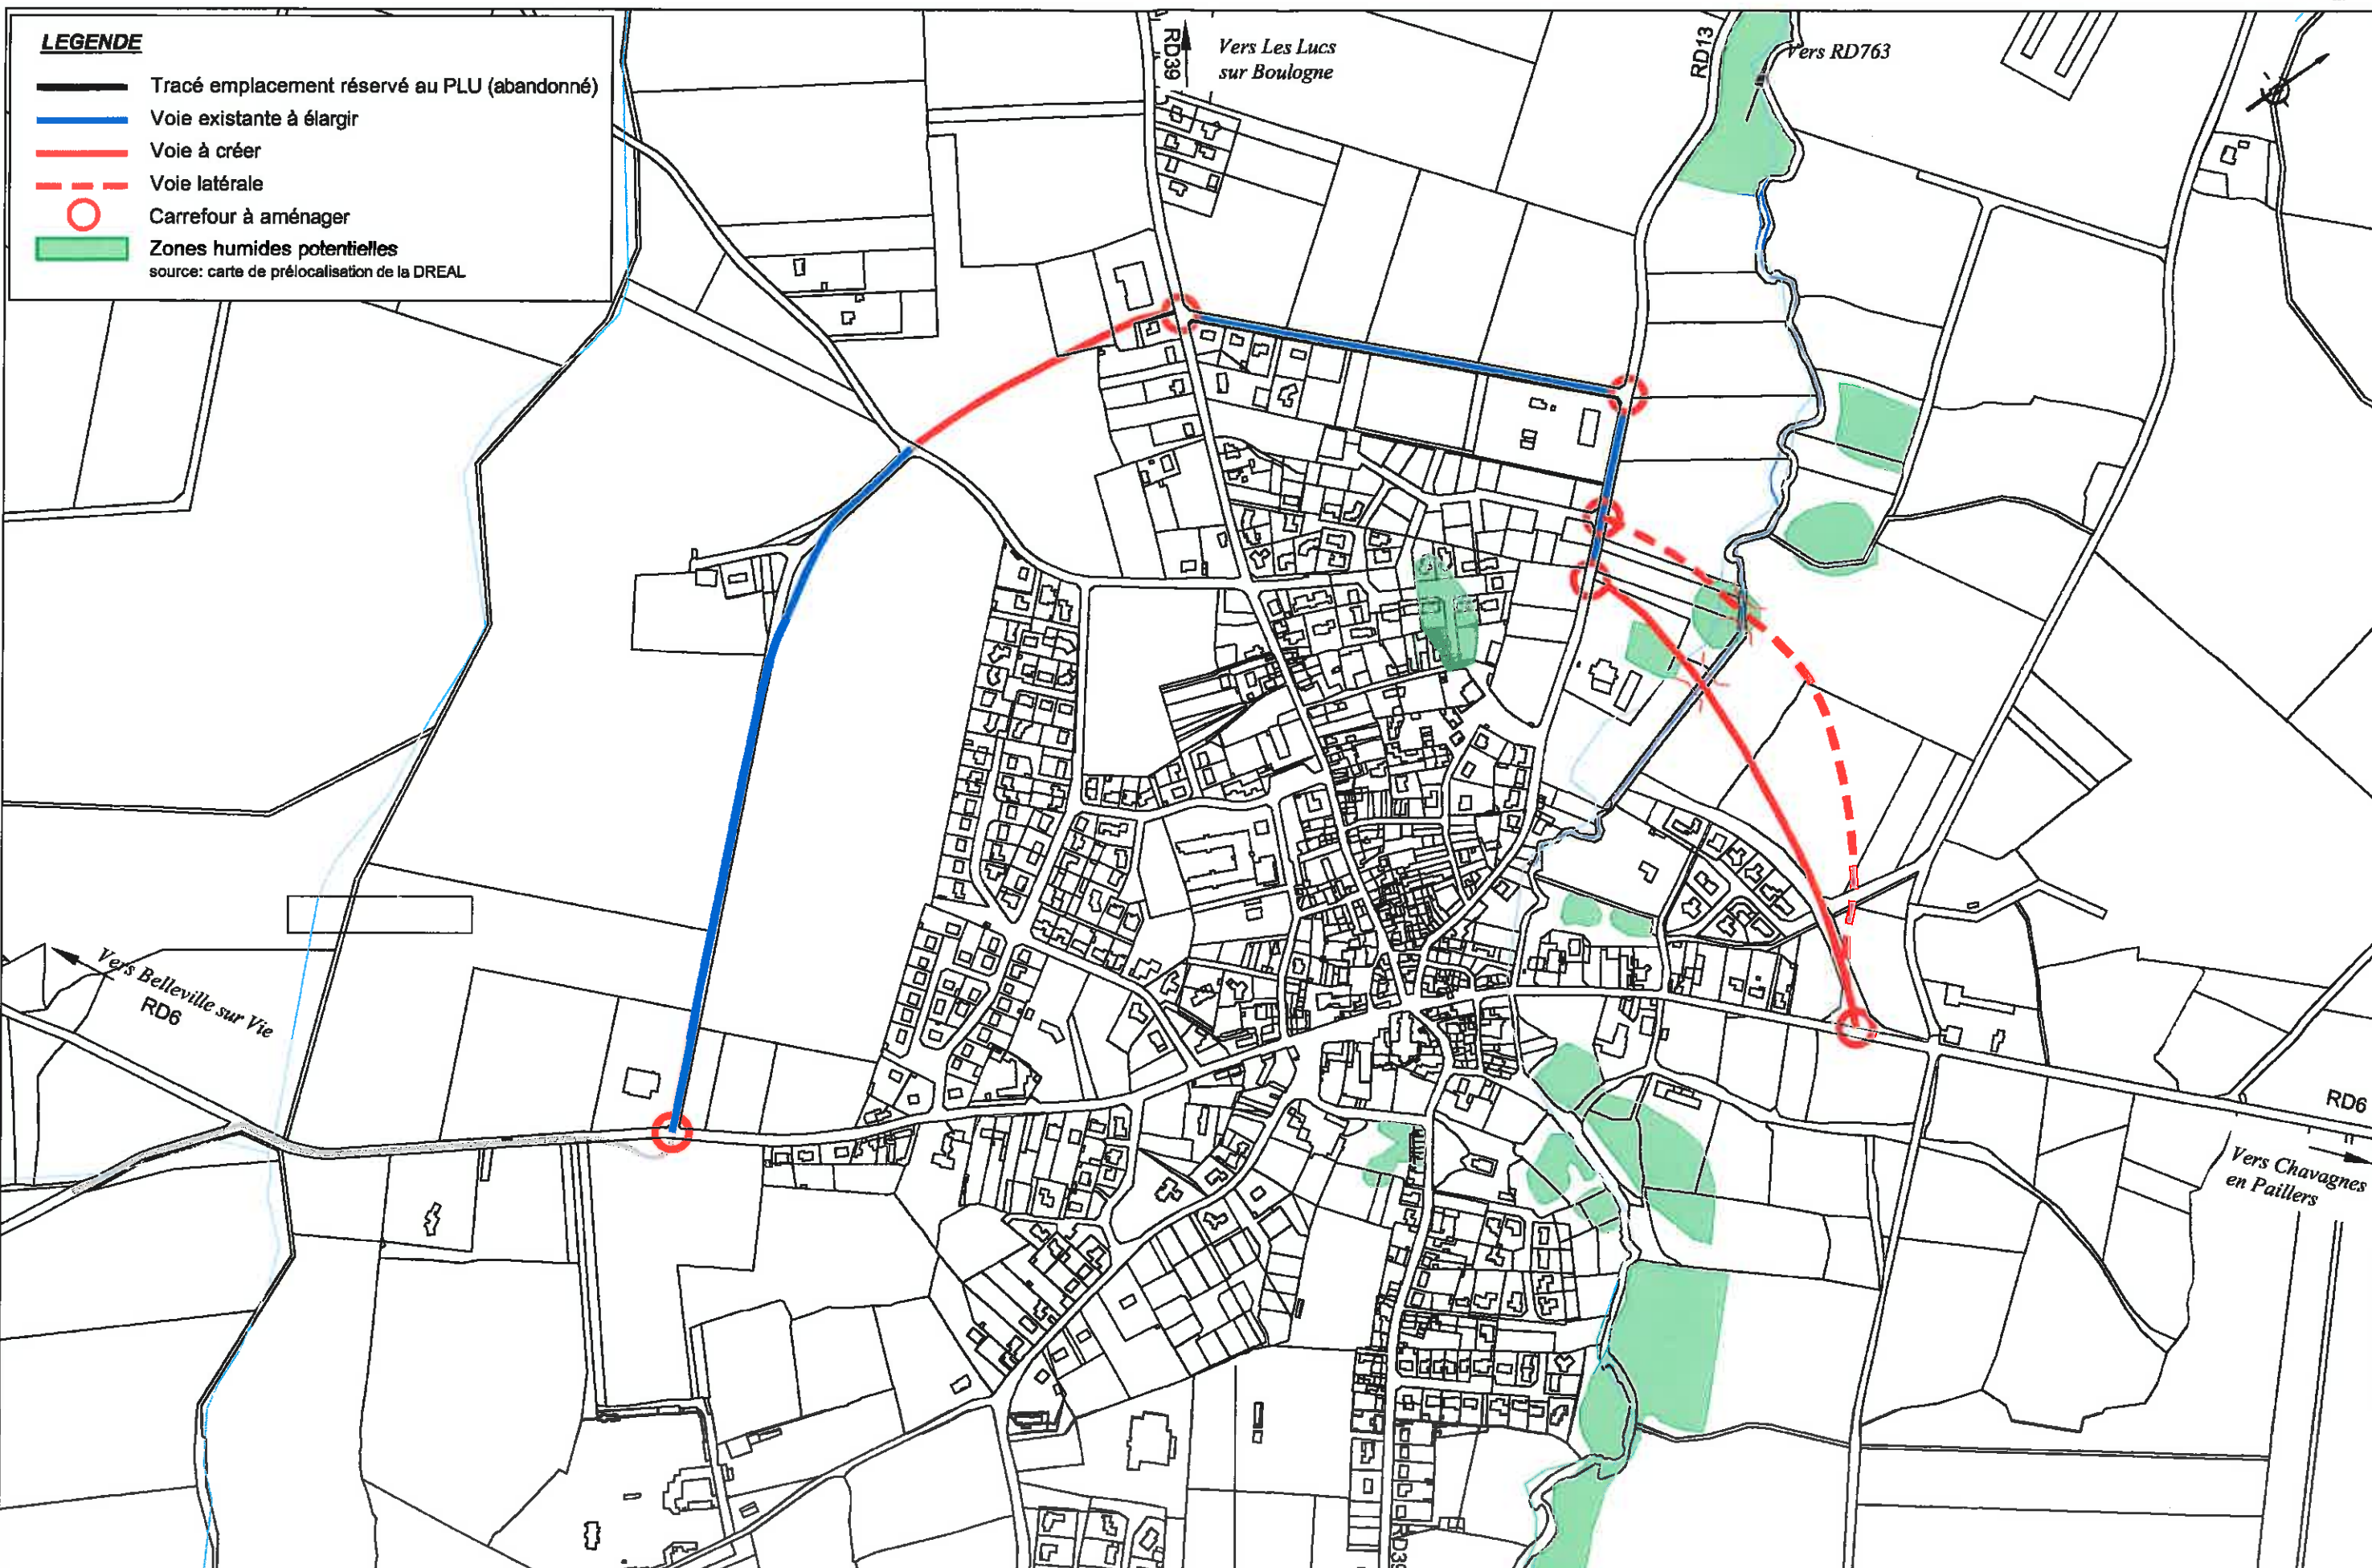 LEGENDE
Tracé emplacement réservé au PLU (abandonné)
Voie existante à élargir
Voie à créer
Voie latérale
Carrefour à aménager
Zones humides potentielles
source: carte de prélocalisation de la DREAL
RD39
Vers Les Lucs
sur Boulogne
RD13
Vers RD763
Vers Belleville sur Vie
RD6
RD6
Vers Chavagnes
en Paillers
RD39